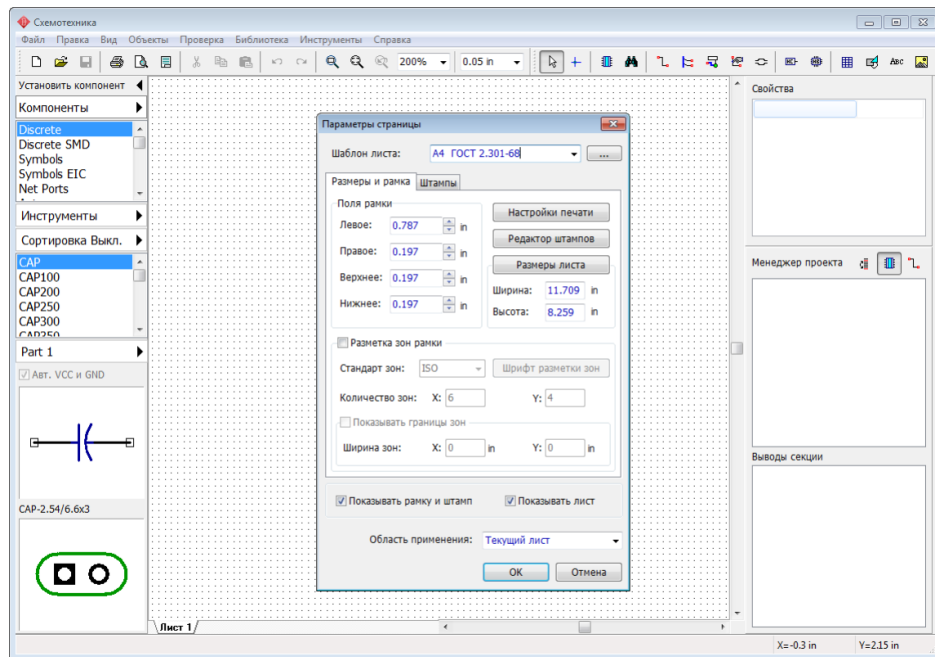 Схемотехника
Файл Правка Вид Объекты Проверка Библиотека Инструменты Справка
200% 0.05 in ABC
Установить компонент
Компоненты
Discrete
Discrete SMD
Symbols
Symbols EIC
Net Ports
Инструменты
Сортировка Выкл.
CAP
CAP100
CAP200
CAP250
CAP300
CAP350
Part 1
Авт. VCC и GND
CAP-2.54/6.6x3
Параметры страницы
Шаблон листа: A4 ГОСТ 2.301-68 ...
Размеры и рамка Штампы
Поля рамки
Левое: 0.787 in
Правое: 0.197 in
Верхнее: 0.197 in
Нижнее: 0.197 in
Настройки печати
Редактор штампов
Размеры листа
Ширина: 11.709 in
Высота: 8.259 in
Разметка зон рамки
Стандарт зон: ISO Шрифт разметки зон
Количество зон: X: 6 Y: 4
Показывать границы зон
Ширина зон: X: 0 in Y: 0 in
Показывать рамку и штамп Показывать лист
Область применения: Текущий лист
OK Отмена
Лист 1
Свойства
Менеджер проекта
Выводы секции
X=-0.3 in Y=2.15 in